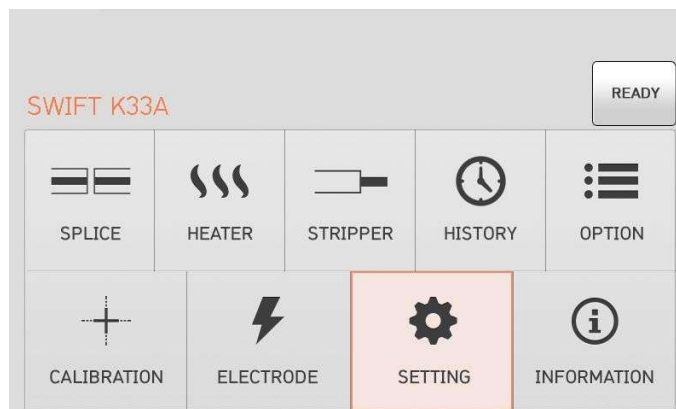 READY
SWIFT K33A
SPLICE HEATER STRIPPER HISTORY OPTION
CALIBRATION ELECTRODE SETTING INFORMATION